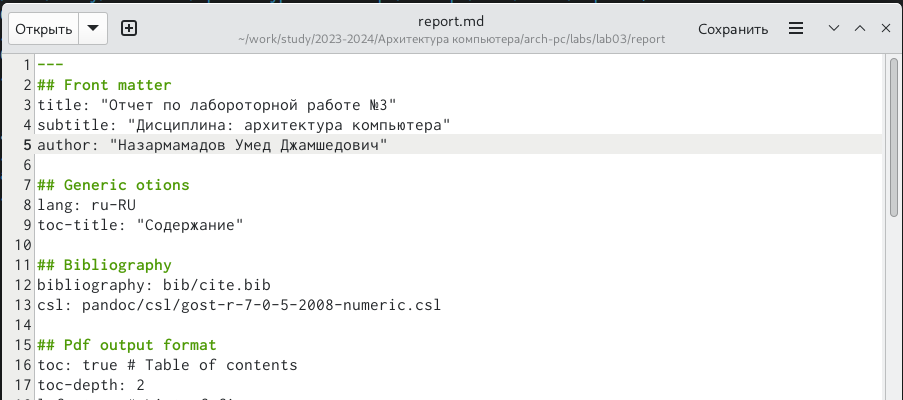 Открыть
report.md
~/work/study/2023-2024/Архитектура компьютера/arch-pc/labs/lab03/report
Сохранить
1 ---
2 ## Front matter
3 title: "Отчет по лабороторной работе №3"
4 subtitle: "Дисциплина: архитектура компьютера"
5 author: "Назармамадов Умед Джамшедович"
6
7 ## Generic otions
8 lang: ru-RU
9 toc-title: "Содержание"
10
11 ## Bibliography
12 bibliography: bib/cite.bib
13 csl: pandoc/csl/gost-r-7-0-5-2008-numeric.csl
14
15 ## Pdf output format
16 toc: true # Table of contents
17 toc-depth: 2